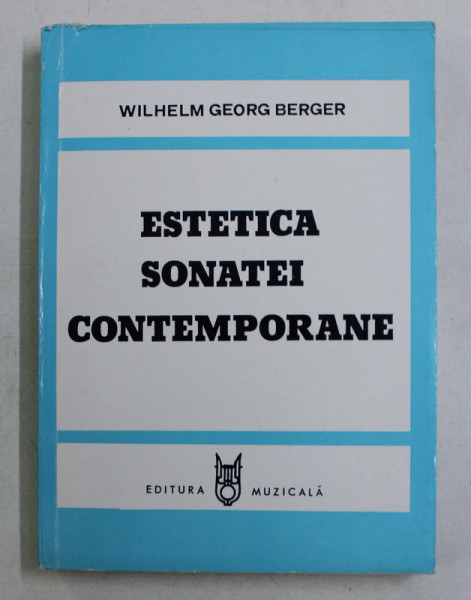 WILHELM GEORG BERGER
ESTETICA
SONATEI
CONTEMPORANE
EDITURA MUZICALĂ